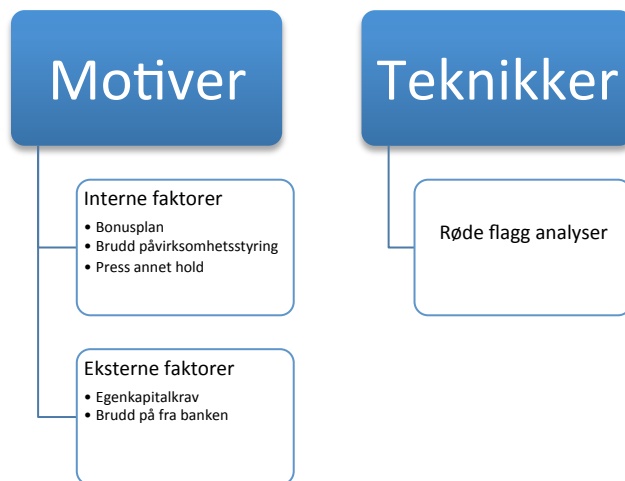 Motiver
Interne faktorer
• Bonusplan
• Brudd påvirksomhetsstyring
• Press annet hold
Eksterne faktorer
• Egenkapitalkrav
• Brudd på fra banken
Teknikker
Røde flagg analyser